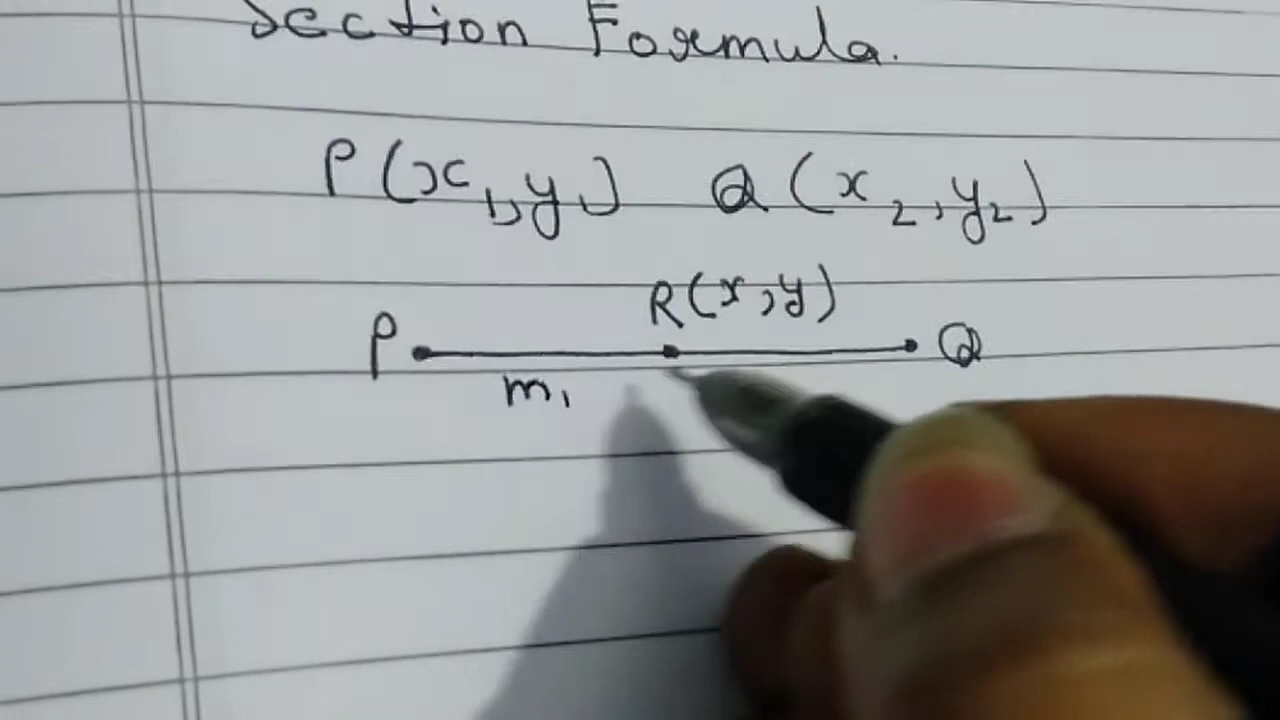 Section Formula.
P(x₁, y₁) Q(x₂, y₂)
R(x, y)
P Q
m₁